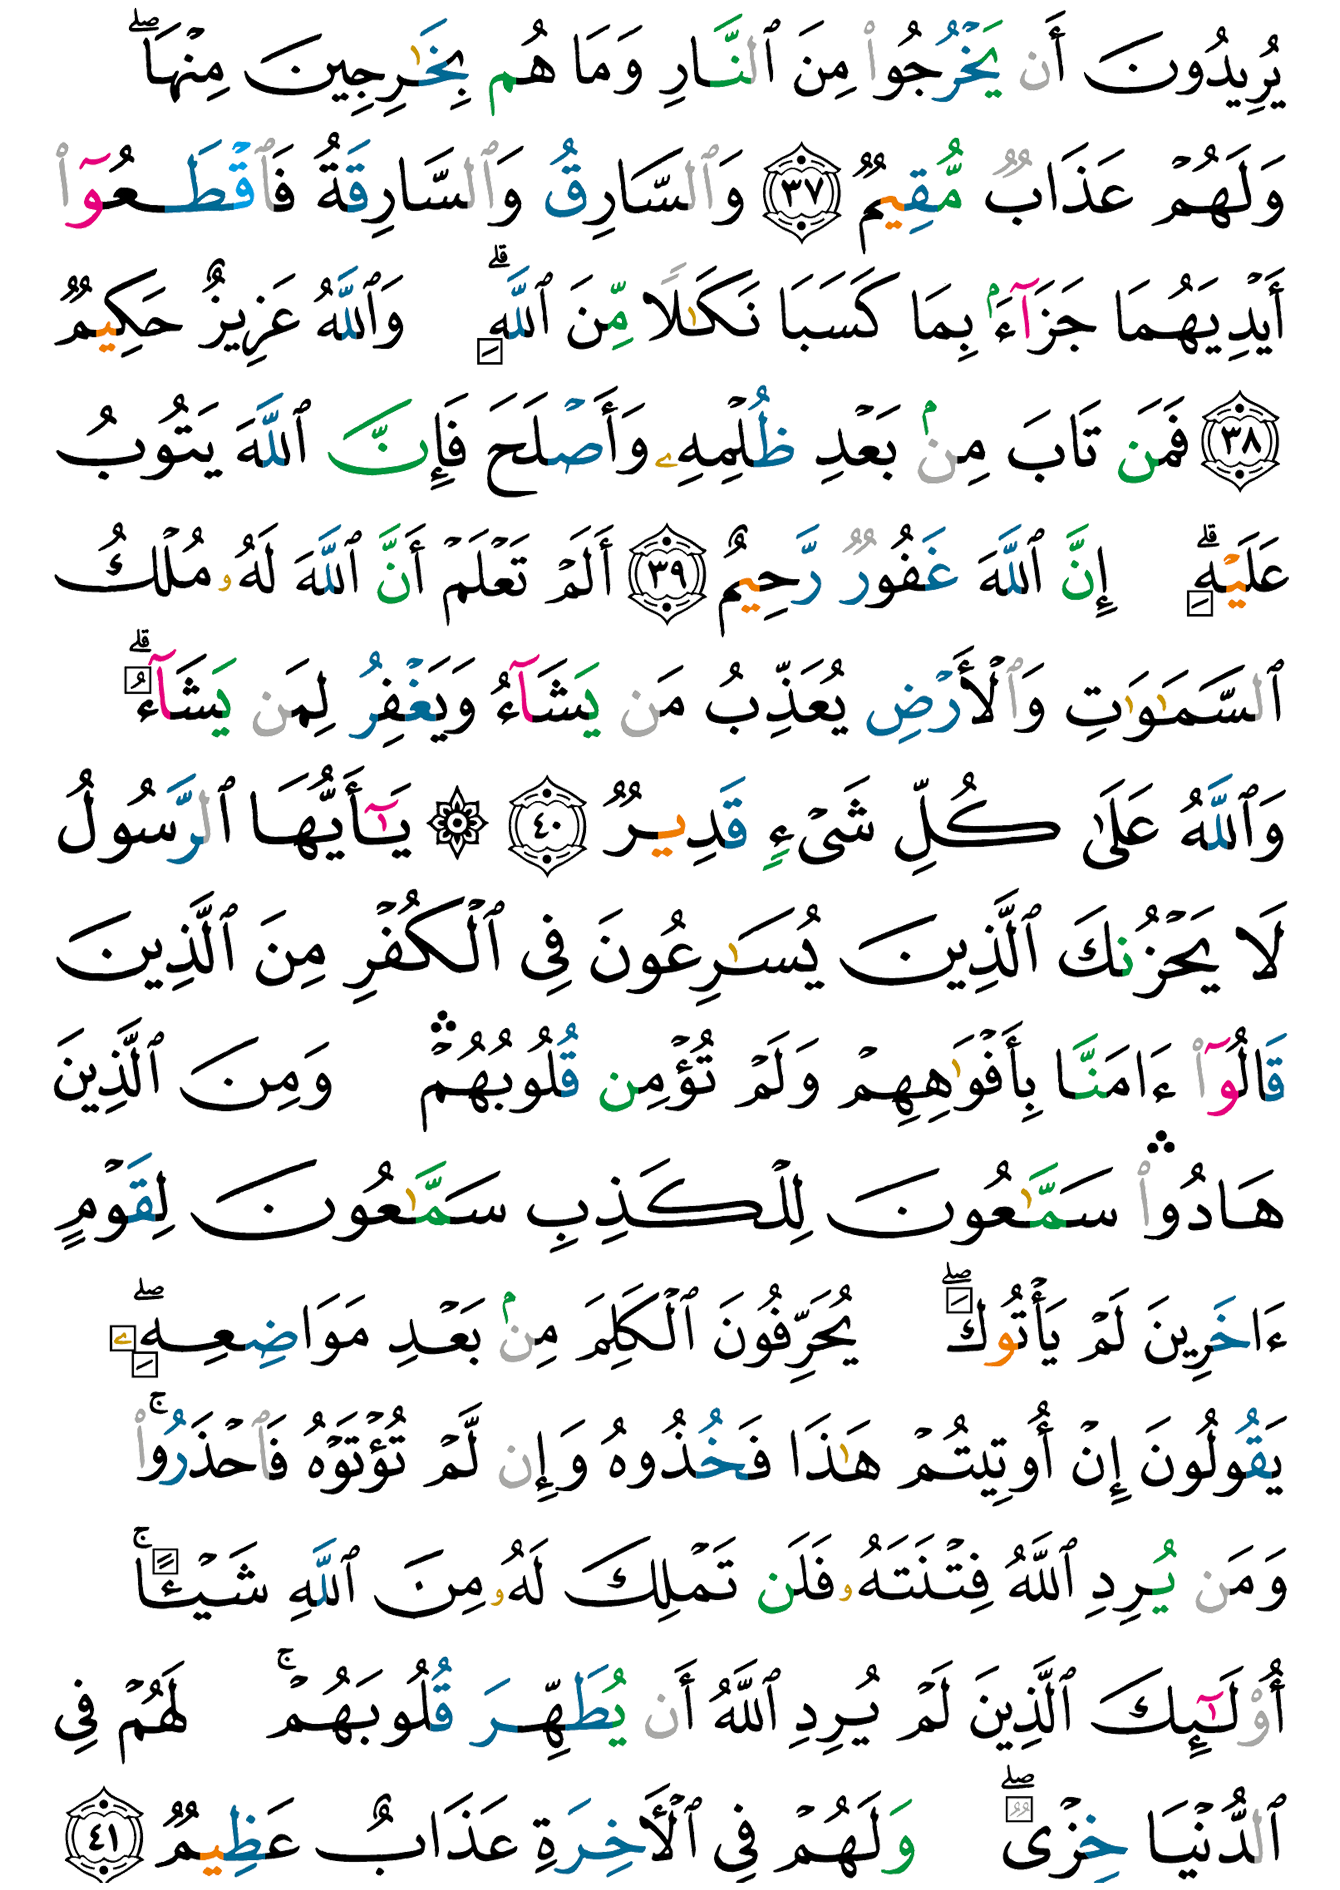 يُرِيدُونَ أَن يَخْرُجُوا۟ مِنَ ٱلنَّارِ وَمَا هُم بِخَـٰرِجِينَ مِنْهَا ۖ
وَلَهُمْ عَذَابٌ مُّقِيمٌ ٣٧ وَٱلسَّارِقُ وَٱلسَّارِقَةُ فَٱقْطَعُوٓا۟
أَيْدِيَهُمَا جَزَآءًۢ بِمَا كَسَبَا نَكَـٰلًا مِّنَ ٱللَّهِ ۗ وَٱللَّهُ عَزِيزٌ حَكِيمٌ
٣٨ فَمَن تَابَ مِنۢ بَعْدِ ظُلْمِهِۦ وَأَصْلَحَ فَإِنَّ ٱللَّهَ يَتُوبُ
عَلَيْهِ ۗ إِنَّ ٱللَّهَ غَفُورٌ رَّحِيمٌ ٣٩ أَلَمْ تَعْلَمْ أَنَّ ٱللَّهَ لَهُۥ مُلْكُ
ٱلسَّمَـٰوَٰتِ وَٱلْأَرْضِ يُعَذِّبُ مَن يَشَآءُ وَيَغْفِرُ لِمَن يَشَآءُ ۗ
وَٱللَّهُ عَلَىٰ كُلِّ شَىْءٍ قَدِيرٌ ٤٠ ۞ يَـٰٓأَيُّهَا ٱلرَّسُولُ
لَا يَحْزُنكَ ٱلَّذِينَ يُسَـٰرِعُونَ فِى ٱلْكُفْرِ مِنَ ٱلَّذِينَ
قَالُوٓا۟ ءَامَنَّا بِأَفْوَٰهِهِمْ وَلَمْ تُؤْمِن قُلُوبُهُمْ ۛ وَمِنَ ٱلَّذِينَ
هَادُوا۟ ۛ سَمَّـٰعُونَ لِلْكَذِبِ سَمَّـٰعُونَ لِقَوْمٍ
ءَاخَرِينَ لَمْ يَأْتُوكَ ۖ يُحَرِّفُونَ ٱلْكَلِمَ مِنۢ بَعْدِ مَوَاضِعِهِۦ ۖ
يَقُولُونَ إِنْ أُوتِيتُمْ هَـٰذَا فَخُذُوهُ وَإِن لَّمْ تُؤْتَوْهُ فَٱحْذَرُوا۟ ۚ
وَمَن يُرِدِ ٱللَّهُ فِتْنَتَهُۥ فَلَن تَمْلِكَ لَهُۥ مِنَ ٱللَّهِ شَيْـًٔا ۚ
أُو۟لَـٰٓئِكَ ٱلَّذِينَ لَمْ يُرِدِ ٱللَّهُ أَن يُطَهِّرَ قُلُوبَهُمْ ۚ لَهُمْ فِى
ٱلدُّنْيَا خِزْىٌ ۖ وَلَهُمْ فِى ٱلْـَٔاخِرَةِ عَذَابٌ عَظِيمٌ ٤١